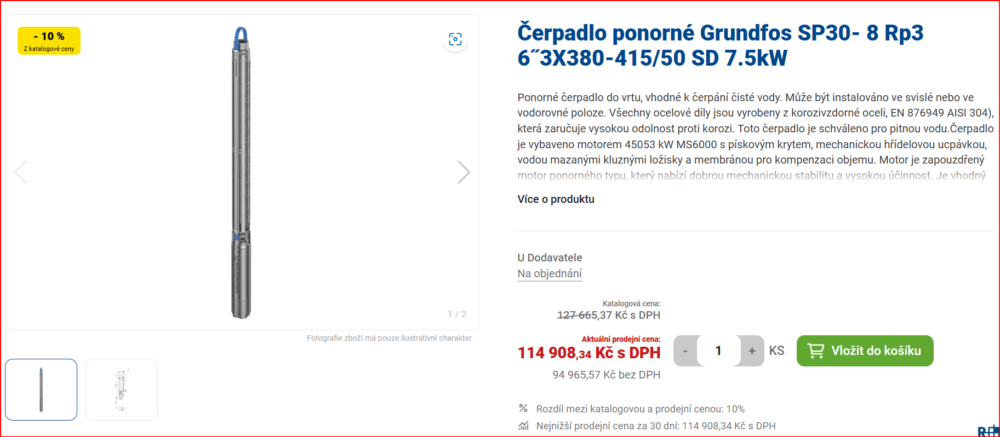 - 10 %
Z katalogové ceny
GRUNDFOS
1 / 2
Fotografie zboží má pouze ilustrativní charakter
Čerpadlo ponorné Grundfos SP30- 8 Rp3
6˝3X380-415/50 SD 7.5kW
Ponorné čerpadlo do vrtu, vhodné k čerpání čisté vody. Může být instalováno ve svislé nebo ve
vodorovné poloze. Všechny ocelové díly jsou vyrobeny z korozivzdorné oceli, EN 876949 AISI 304),
která zaručuje vysokou odolnost proti korozi. Toto čerpadlo je schváleno pro pitnou vodu.Čerpadlo
je vybaveno motorem 45053 kW MS6000 s pískovým krytem, mechanickou hřídelovou ucpávkou,
vodou mazanými kluznými ložisky a membránou pro kompenzaci objemu. Motor je zapouzdřený
motor ponorného typu, který nabízí dobrou mechanickou stabilitu a vysokou účinnost. Je vhodný
Více o produktu
U Dodavatele
Na objednání
Katalogová cena:
127 665,37 Kč s DPH
Aktuální prodejní cena:
114 908,34 Kč s DPH
- 1 + KS
Vložit do košíku
94 965,57 Kč bez DPH
Rozdíl mezi katalogovou a prodejní cenou: 10%
Nejnižší prodejní cena za 30 dní: 114 908,34 Kč s DPH